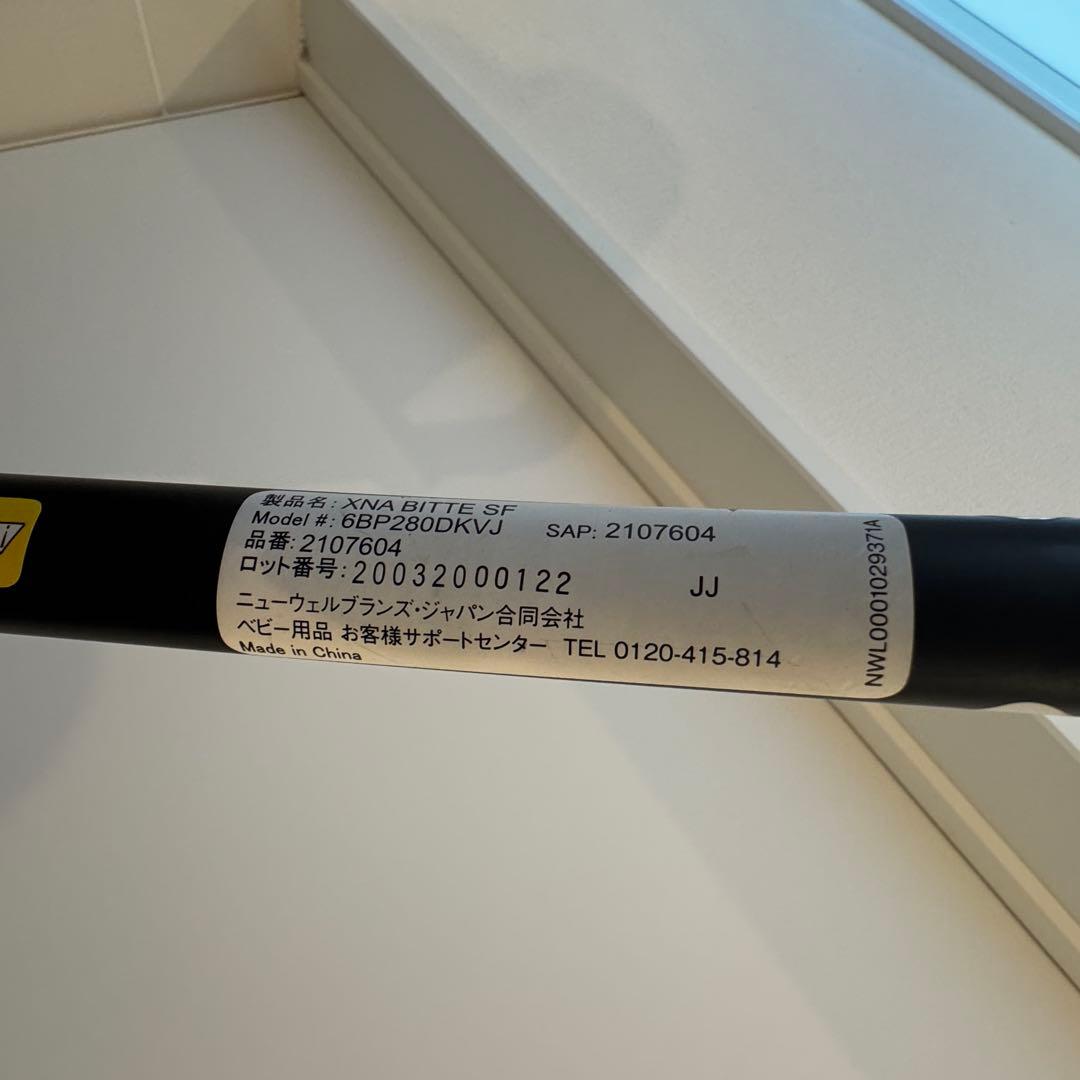 製品名: XNA BITTE SF
Model #: 6BP280DKVJ SAP: 2107604
品番: 2107604
ロット番号: 20032000122 JJ
ニューウェルブランズ・ジャパン合同会社
ベビー用品 お客様サポートセンター TEL 0120-415-814
Made in China
NWL0001029371A